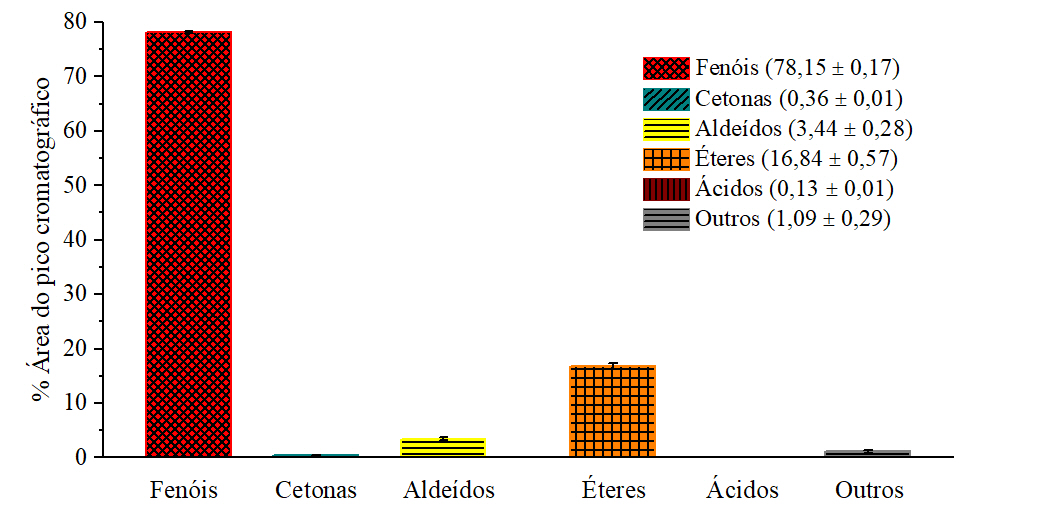 % Área do pico cromatográfico
80
70
60
50
40
30
20
10
0
Fenóis (78,15 ± 0,17)
Cetonas (0,36 ± 0,01)
Aldeídos (3,44 ± 0,28)
Éteres (16,84 ± 0,57)
Ácidos (0,13 ± 0,01)
Outros (1,09 ± 0,29)
Fenóis Cetonas Aldeídos Éteres Ácidos Outros